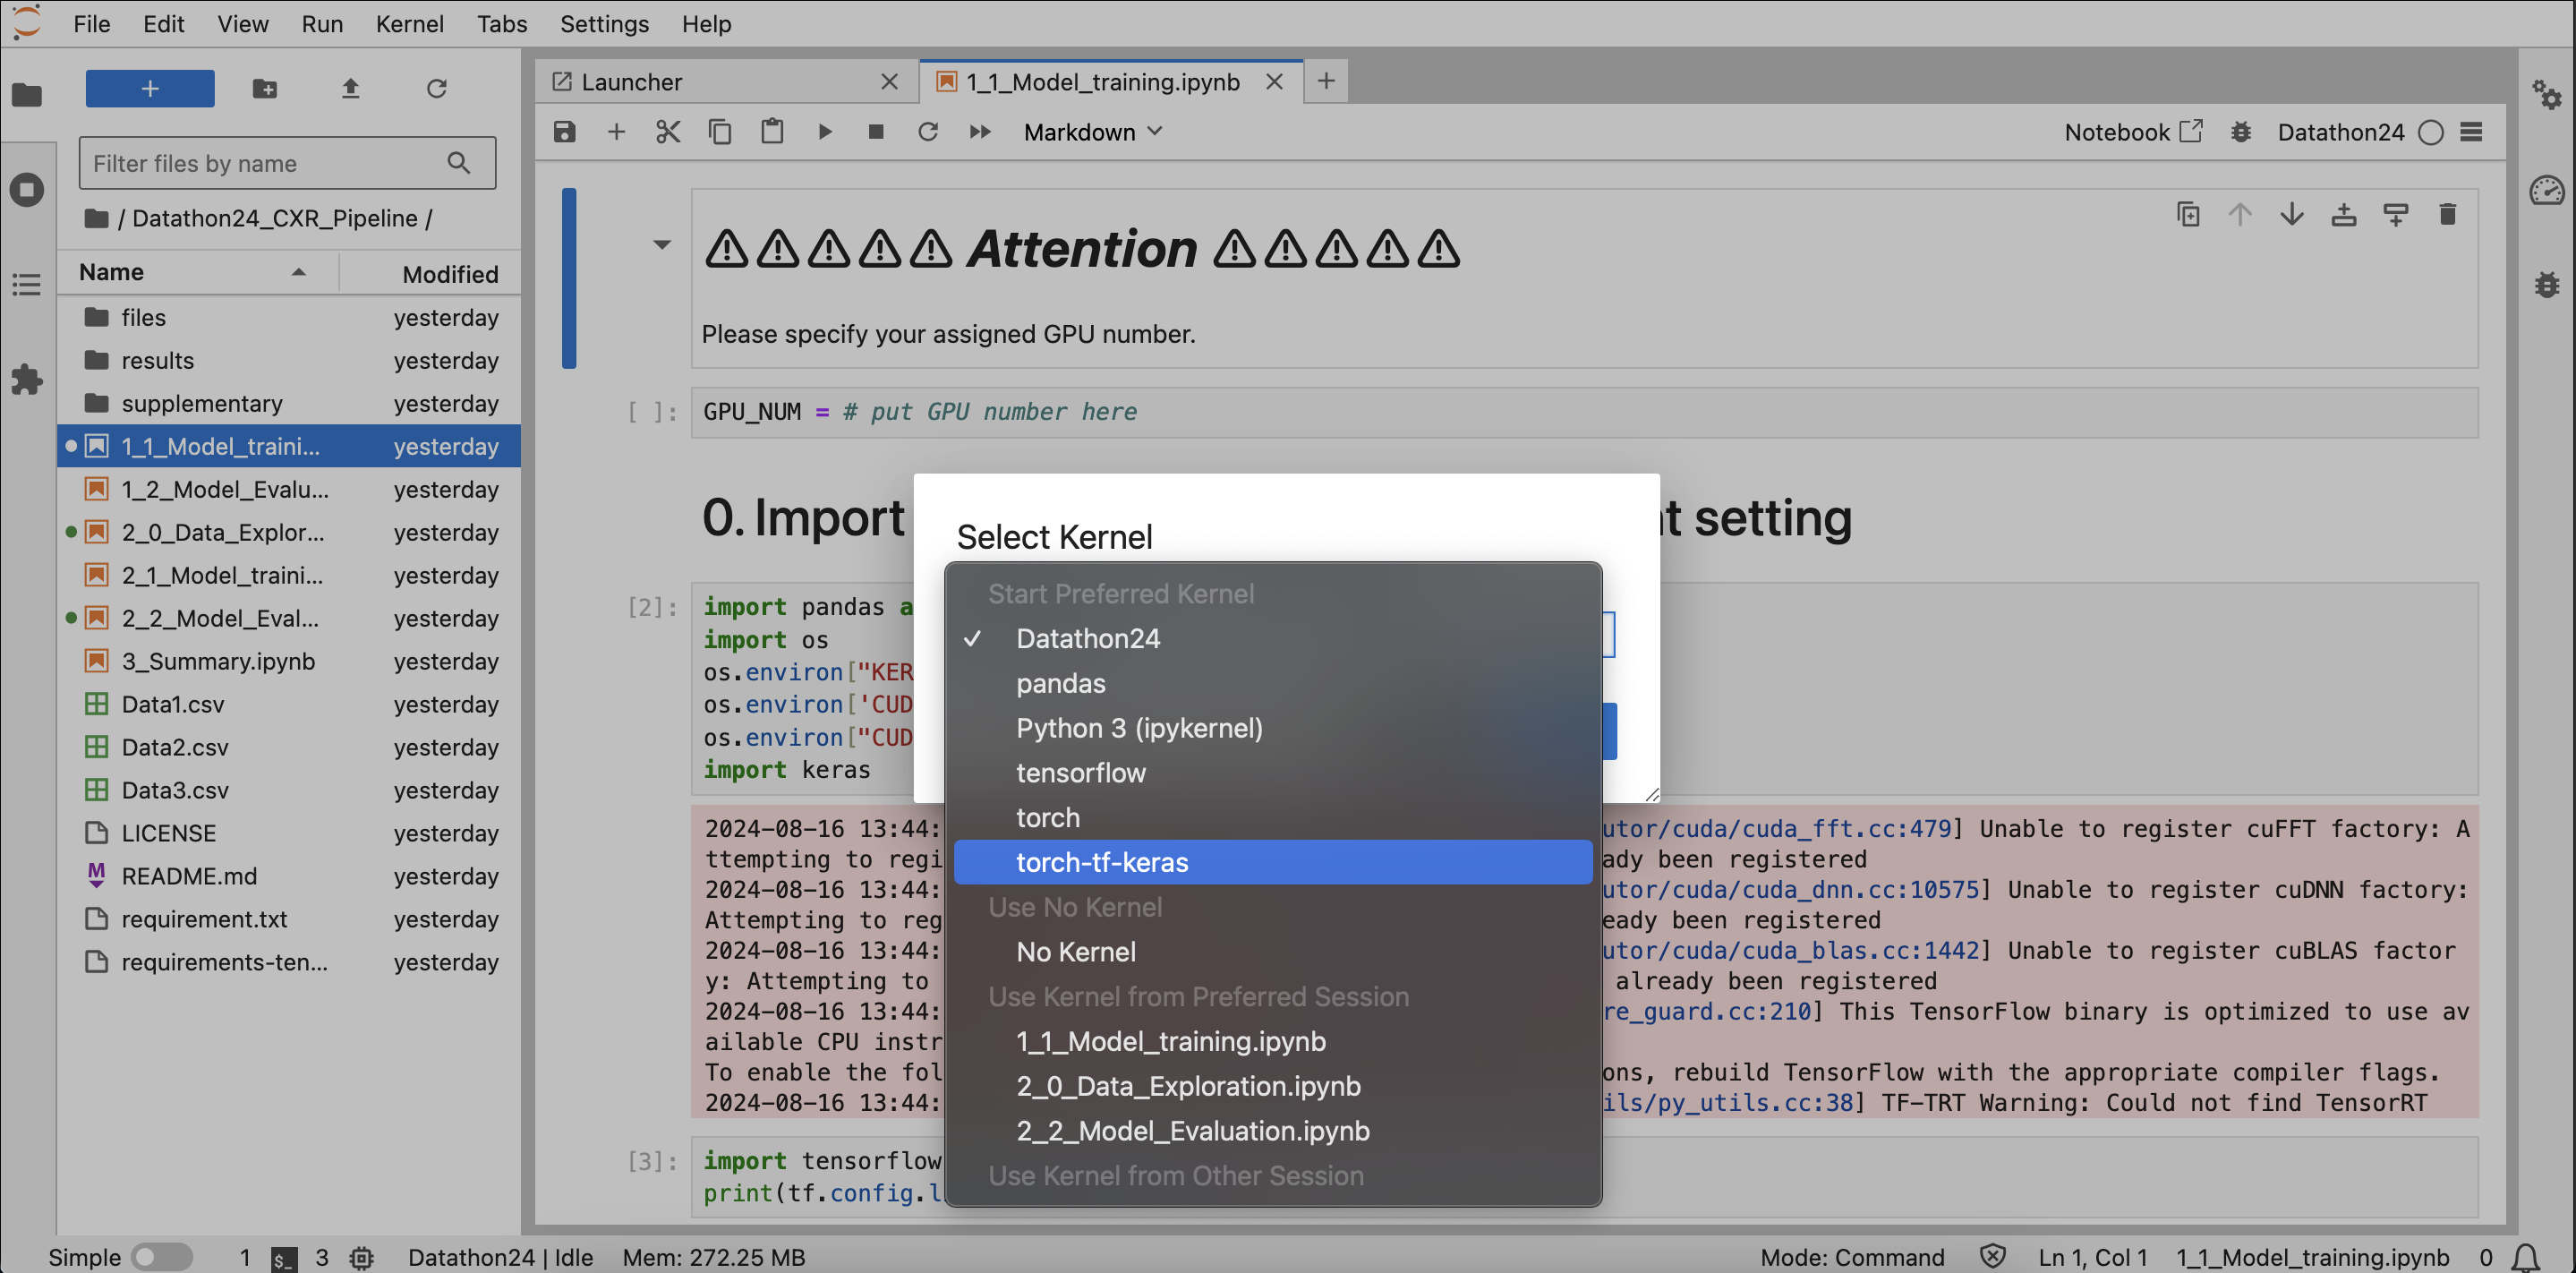 File Edit View Run Kernel Tabs Settings Help
Launcher
1_1_Model_training.ipynb
Markdown
Notebook
Datathon24
Filter files by name
/ Datathon24_CXR_Pipeline /
Name Modified
files yesterday
results yesterday
supplementary yesterday
1_1_Model_traini... yesterday
1_2_Model_Evalu... yesterday
2_0_Data_Explor... yesterday
2_1_Model_traini... yesterday
2_2_Model_Eval... yesterday
3_Summary.ipynb yesterday
Data1.csv yesterday
Data2.csv yesterday
Data3.csv yesterday
LICENSE yesterday
README.md yesterday
requirement.txt yesterday
requirements-ten... yesterday
⚠⚠⚠⚠⚠ Attention ⚠⚠⚠⚠⚠
Please specify your assigned GPU number.
[ ]: GPU_NUM = # put GPU number here
0. Import
setting
[2]: import pandas a
import os
os.environ["KER
os.environ['CUD
os.environ["CUD
import keras
2024-08-16 13:44: utor/cuda/cuda_fft.cc:479] Unable to register cuFFT factory: A
ttempting to regi ady been registered
2024-08-16 13:44: utor/cuda/cuda_dnn.cc:10575] Unable to register cuDNN factory:
Attempting to reg eady been registered
2024-08-16 13:44: utor/cuda/cuda_blas.cc:1442] Unable to register cuBLAS factor
y: Attempting to already been registered
2024-08-16 13:44: re_guard.cc:210] This TensorFlow binary is optimized to use av
ailable CPU instr
To enable the fol ons, rebuild TensorFlow with the appropriate compiler flags.
2024-08-16 13:44: ils/py_utils.cc:38] TF-TRT Warning: Could not find TensorRT
[3]: import tensorflow
print(tf.config.l
Select Kernel
Start Preferred Kernel
✓ Datathon24
pandas
Python 3 (ipykernel)
tensorflow
torch
torch-tf-keras
Use No Kernel
No Kernel
Use Kernel from Preferred Session
1_1_Model_training.ipynb
2_0_Data_Exploration.ipynb
2_2_Model_Evaluation.ipynb
Use Kernel from Other Session
Simple 1 $_ 3 Datathon24 | Idle Mem: 272.25 MB
Mode: Command Ln 1, Col 1 1_1_Model_training.ipynb 0